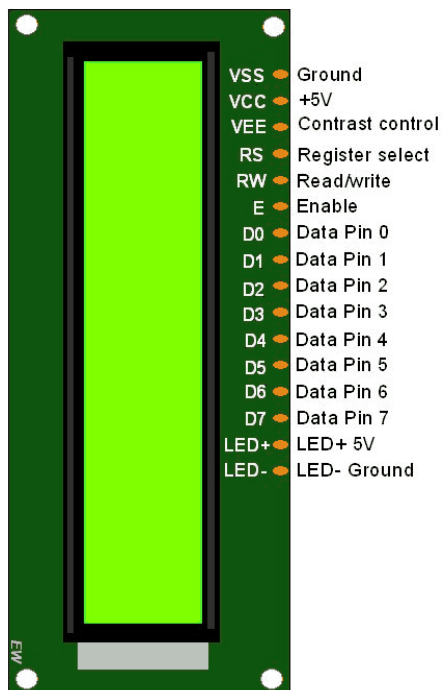 VSS Ground
VCC +5V
VEE Contrast control
RS Register select
RW Read/write
E Enable
D0 Data Pin 0
D1 Data Pin 1
D2 Data Pin 2
D3 Data Pin 3
D4 Data Pin 4
D5 Data Pin 5
D6 Data Pin 6
D7 Data Pin 7
LED+ LED+ 5V
LED- LED- Ground
EW